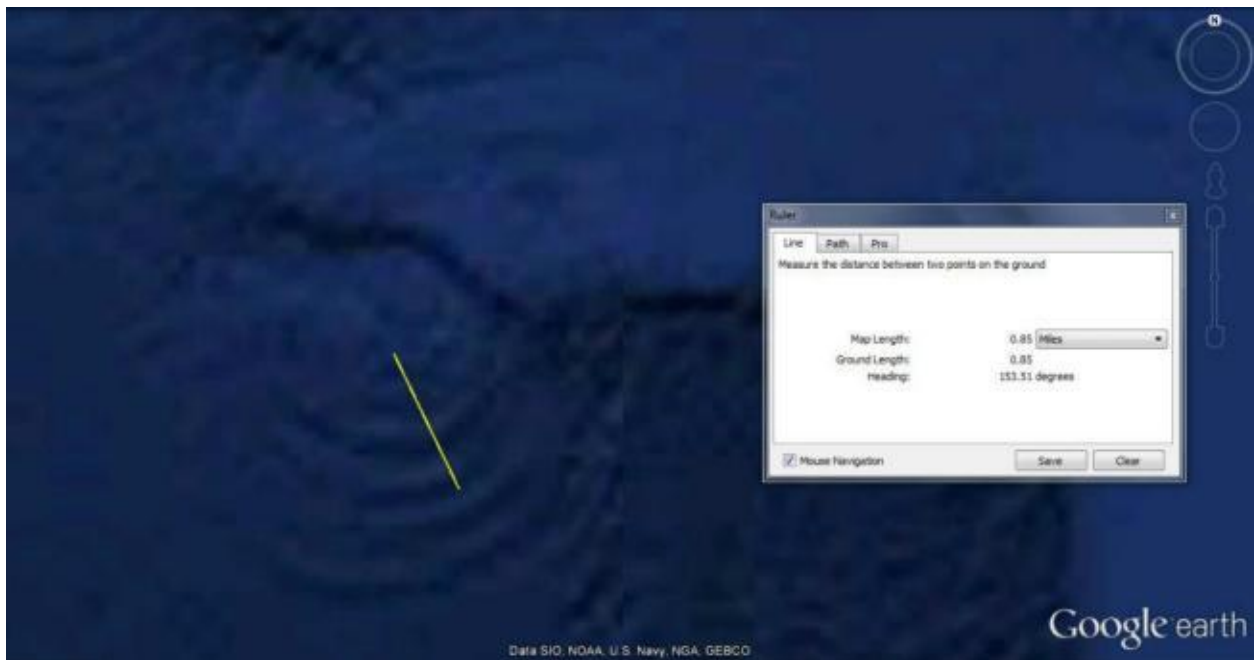 N
Ruler
Line Path Pro
Measure the distance between two points on the ground
Map Length: 0.85 Miles
Ground Length: 0.85
Heading: 153.51 degrees
Mouse Navigation Save Clear
Google earth
Data SIO, NOAA, U.S. Navy, NGA, GEBCO